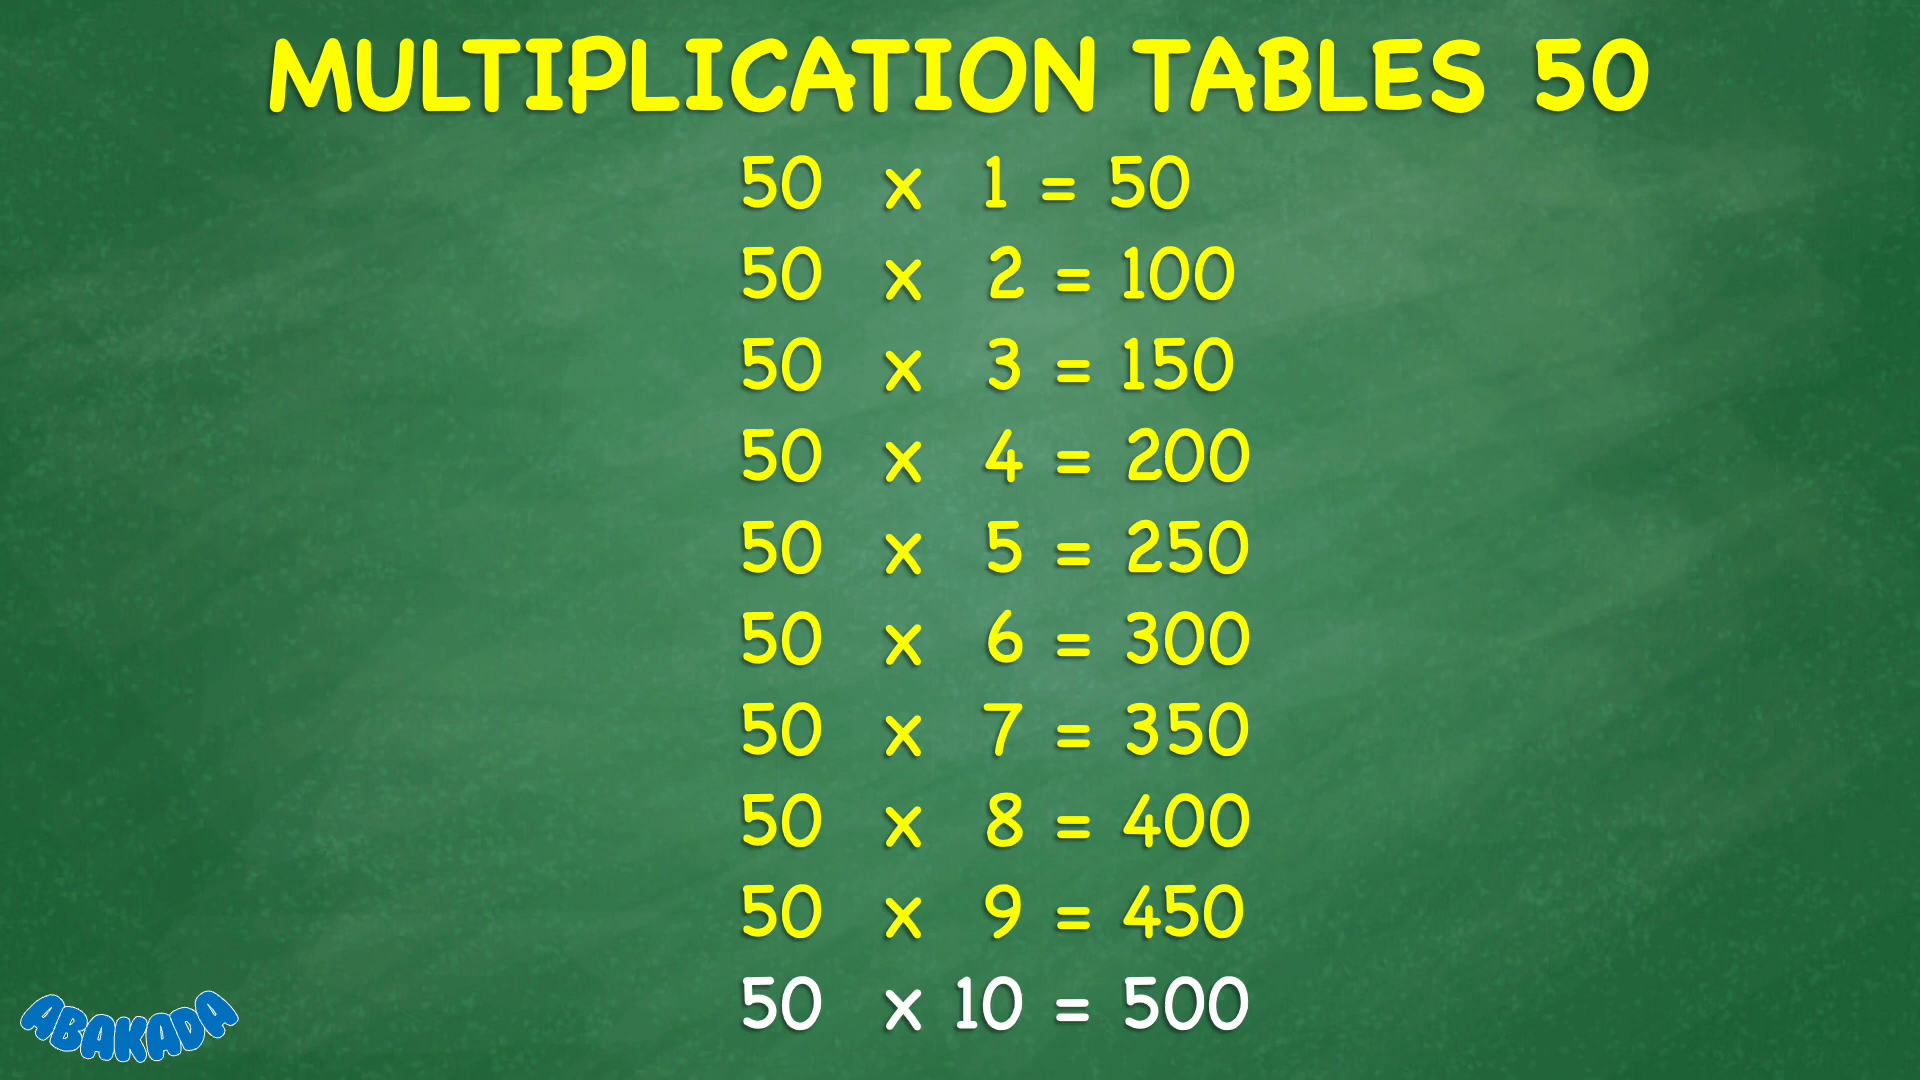 MULTIPLICATION TABLES 50
50 x 1 = 50
50 x 2 = 100
50 x 3 = 150
50 x 4 = 200
50 x 5 = 250
50 x 6 = 300
50 x 7 = 350
50 x 8 = 400
50 x 9 = 450
50 x 10 = 500
ABAKADA